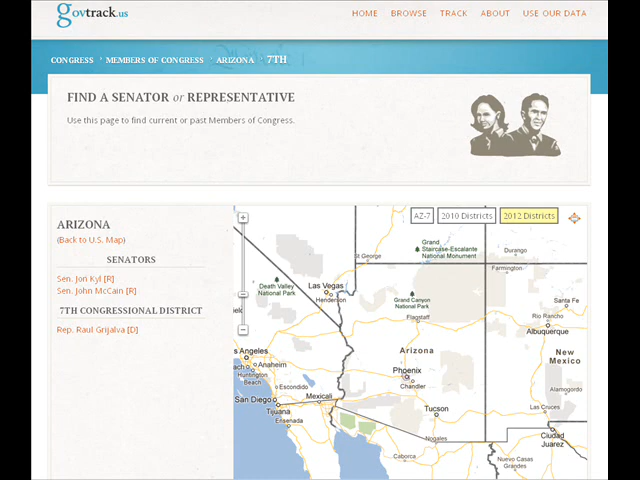 govtrack.us
HOME BROWSE TRACK ABOUT USE OUR DATA
CONGRESS › MEMBERS OF CONGRESS › ARIZONA › 7TH
FIND A SENATOR or REPRESENTATIVE
Use this page to find current or past Members of Congress.
ARIZONA
(Back to U.S. Map)
SENATORS
Sen. Jon Kyl [R]
Sen. John McCain [R]
7TH CONGRESSIONAL DISTRICT
Rep. Raul Grijalva [D]
AZ-7 2010 Districts 2012 Districts
Grand
Staircase-Escalante
National Monument
Durango
St George
Farmington
Death Valley
National Park
Las Vegas
Henderson
Grand Canyon
National Park
Santa Fe
Flagstaff
Rio Rancho
Albuquerque
s Angeles
Arizona
New
Mexico
ach
Anaheim
Huntington
Beach
Phoenix
Chandler
Escondido
Alamogordo
San Diego
Mexicali
Tijuana
Tucson
Las Cruces
Ensenada
Nogales
Ciudad
Juarez
Caborca
Nuevo Casas
Grandes